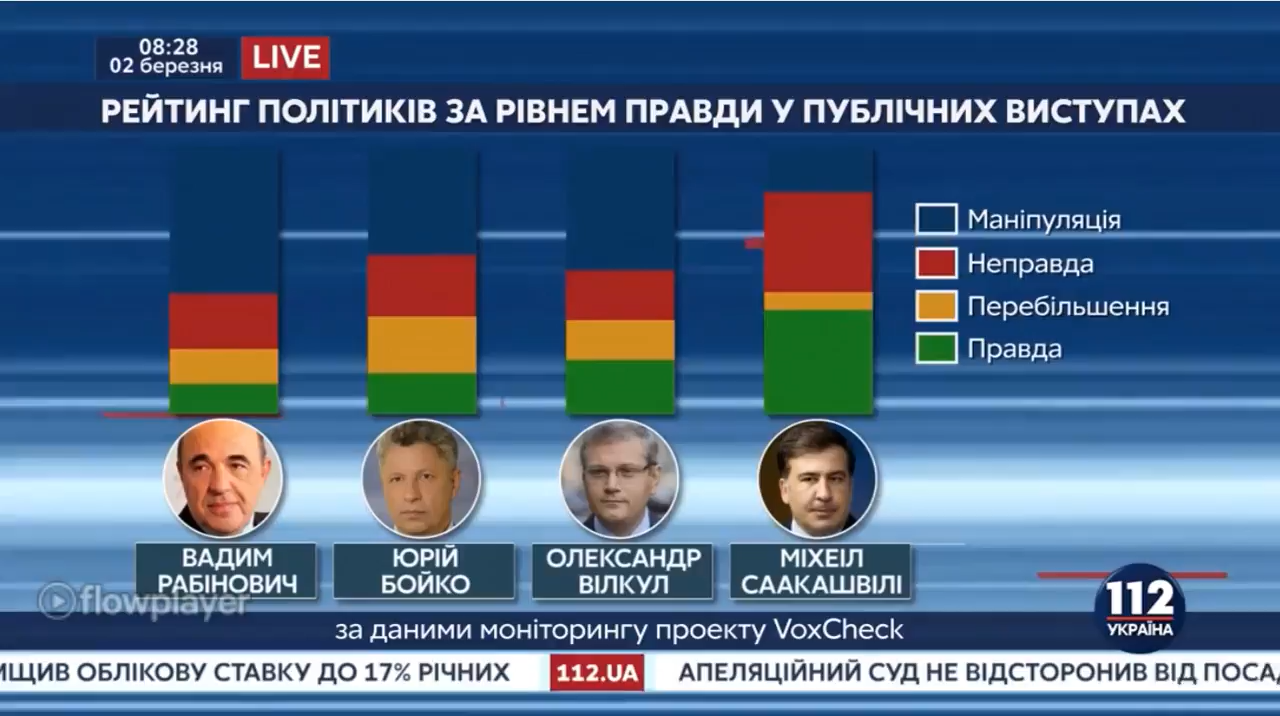 08:28
02 березня
LIVE
РЕЙТИНГ ПОЛІТИКІВ ЗА РІВНЕМ ПРАВДИ У ПУБЛІЧНИХ ВИСТУПАХ
Маніпуляція
Неправда
Перебільшення
Правда
ВАДИМ
РАБІНОВИЧ
ЮРІЙ
БОЙКО
ОЛЕКСАНДР
ВІЛКУЛ
МІХЕІЛ
СААКАШВІЛІ
flowplayer
112
УКРАЇНА
за даними моніторингу проекту VoxCheck
ОБЛІКОВУ СТАВКУ ДО 17% РІЧНИХ
112.UA
АПЕЛЯЦІЙНИЙ СУД НЕ ВІДСТОРОНИВ ВІД